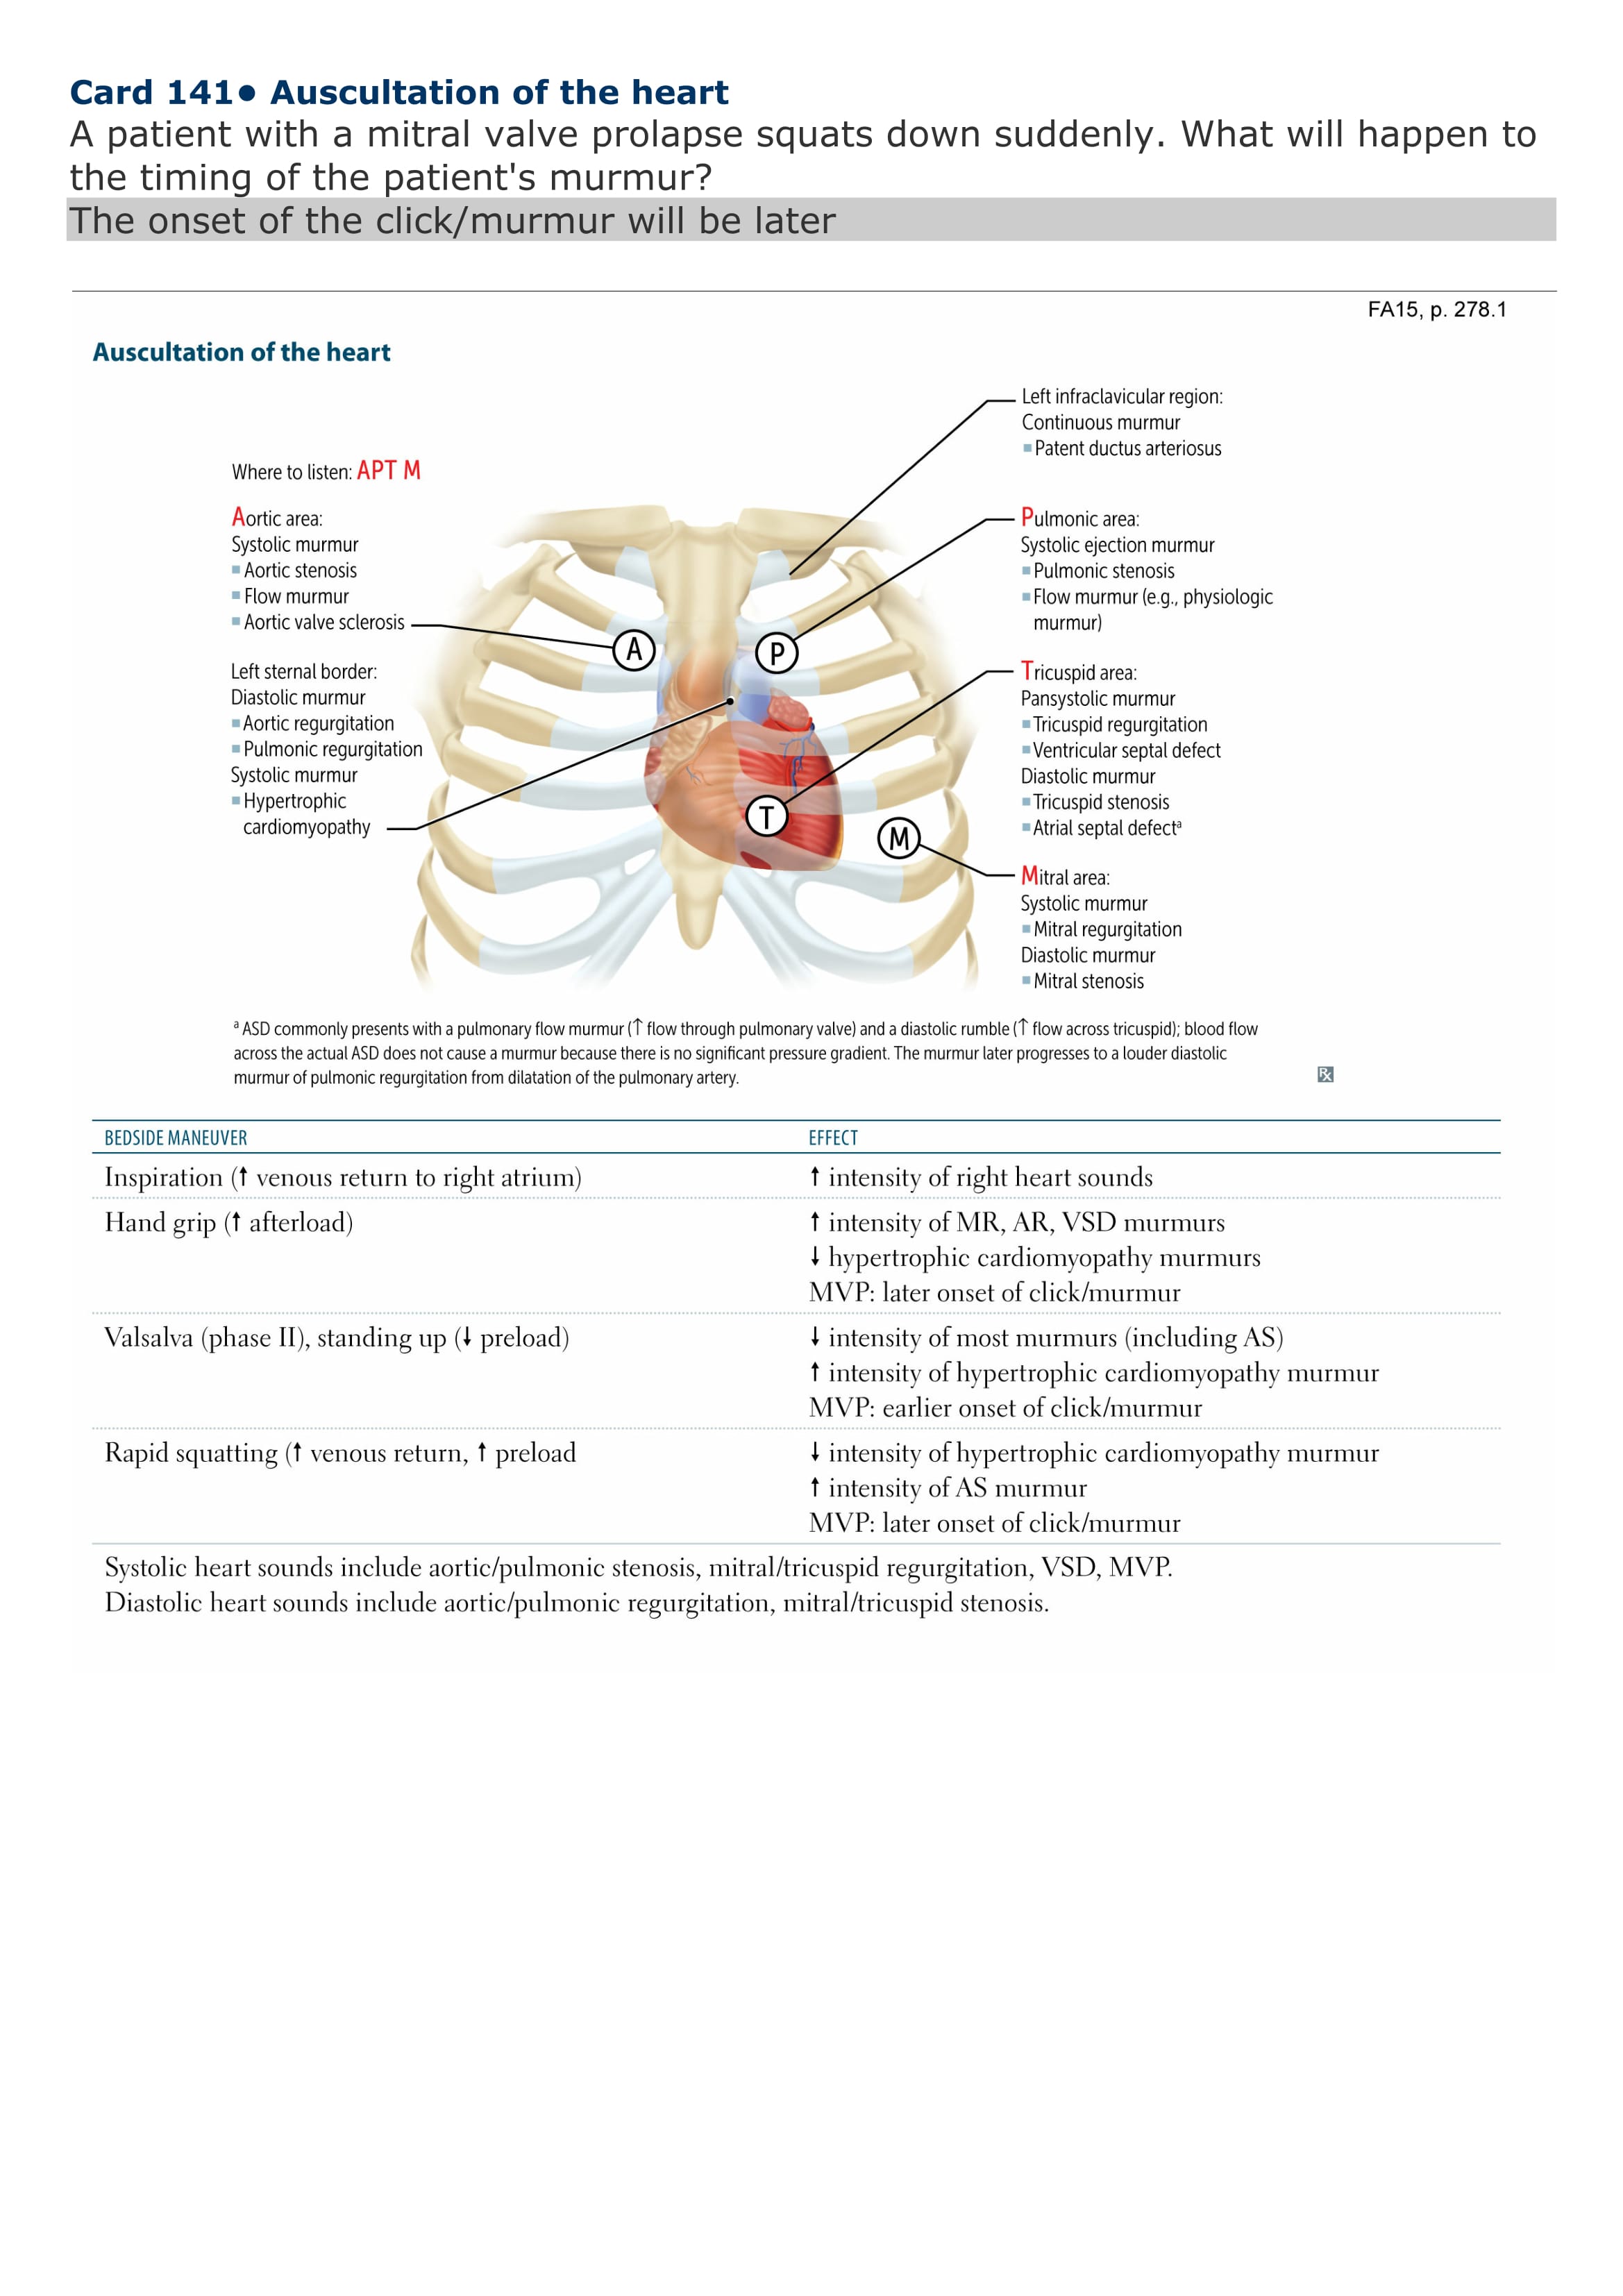 Card 141• Auscultation of the heart
A patient with a mitral valve prolapse squats down suddenly. What will happen to
the timing of the patient's murmur?
The onset of the click/murmur will be later
FA15, p. 278.1
Auscultation of the heart
Where to listen: APT M
Aortic area:
Systolic murmur
▪ Aortic stenosis
▪ Flow murmur
▪ Aortic valve sclerosis
Left sternal border:
Diastolic murmur
▪ Aortic regurgitation
▪ Pulmonic regurgitation
Systolic murmur
▪ Hypertrophic
cardiomyopathy
A
P
T
M
Left infraclavicular region:
Continuous murmur
▪ Patent ductus arteriosus
Pulmonic area:
Systolic ejection murmur
▪ Pulmonic stenosis
▪ Flow murmur (e.g., physiologic
murmur)
Tricuspid area:
Pansystolic murmur
▪ Tricuspid regurgitation
▪ Ventricular septal defect
Diastolic murmur
▪ Tricuspid stenosis
▪ Atrial septal defectᵃ
Mitral area:
Systolic murmur
▪ Mitral regurgitation
Diastolic murmur
▪ Mitral stenosis
ᵃ ASD commonly presents with a pulmonary flow murmur (↑ flow through pulmonary valve) and a diastolic rumble (↑ flow across tricuspid); blood flow
across the actual ASD does not cause a murmur because there is no significant pressure gradient. The murmur later progresses to a louder diastolic
murmur of pulmonic regurgitation from dilatation of the pulmonary artery.
Rx
BEDSIDE MANEUVER EFFECT
Inspiration (↑ venous return to right atrium) ↑ intensity of right heart sounds
Hand grip (↑ afterload) ↑ intensity of MR, AR, VSD murmurs
↓ hypertrophic cardiomyopathy murmurs
MVP: later onset of click/murmur
Valsalva (phase II), standing up (↓ preload) ↓ intensity of most murmurs (including AS)
↑ intensity of hypertrophic cardiomyopathy murmur
MVP: earlier onset of click/murmur
Rapid squatting (↑ venous return, ↑ preload ↓ intensity of hypertrophic cardiomyopathy murmur
↑ intensity of AS murmur
MVP: later onset of click/murmur
Systolic heart sounds include aortic/pulmonic stenosis, mitral/tricuspid regurgitation, VSD, MVP.
Diastolic heart sounds include aortic/pulmonic regurgitation, mitral/tricuspid stenosis.